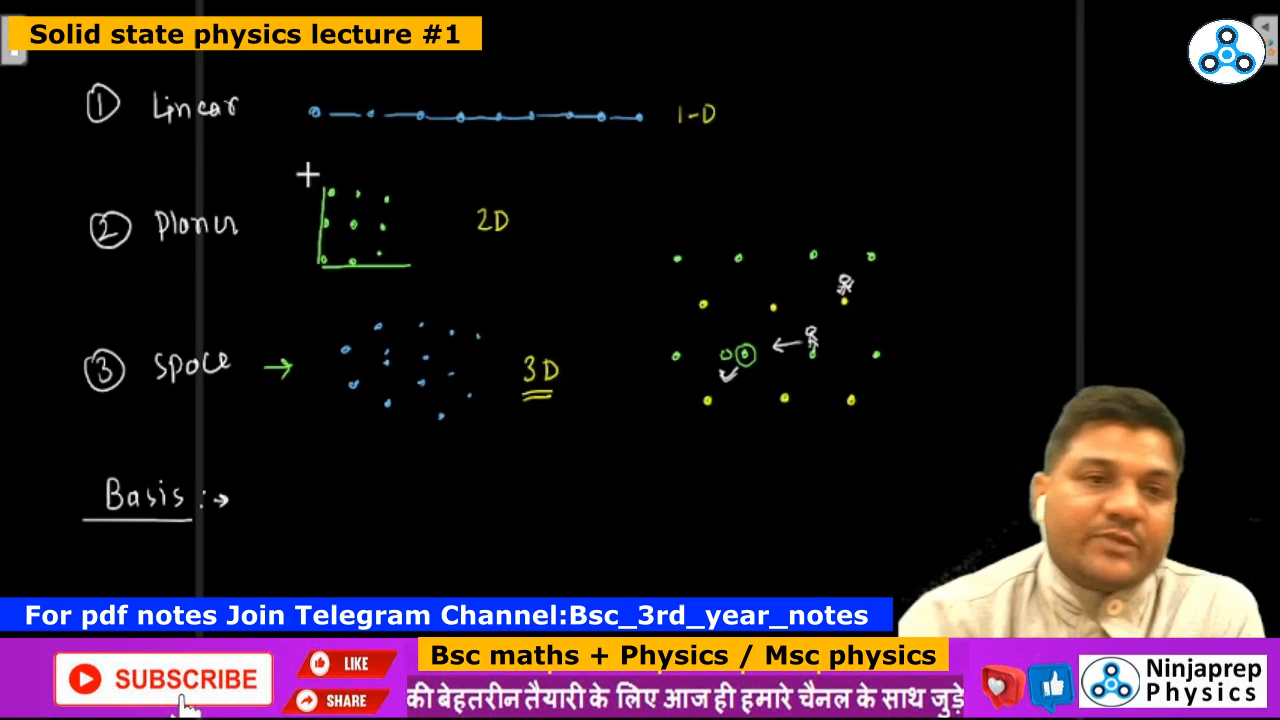 Solid state physics lecture #1
① Linear 1-D
② Planer 2D
③ Space → 3D
Basis :→
For pdf notes Join Telegram Channel:Bsc_3rd_year_notes
Bsc maths + Physics / Msc physics
SUBSCRIBE
LIKE
SHARE
की बेहतरीन तैयारी के लिए आज ही हमारे चैनल के साथ जुड़े
Ninjaprep
Physics